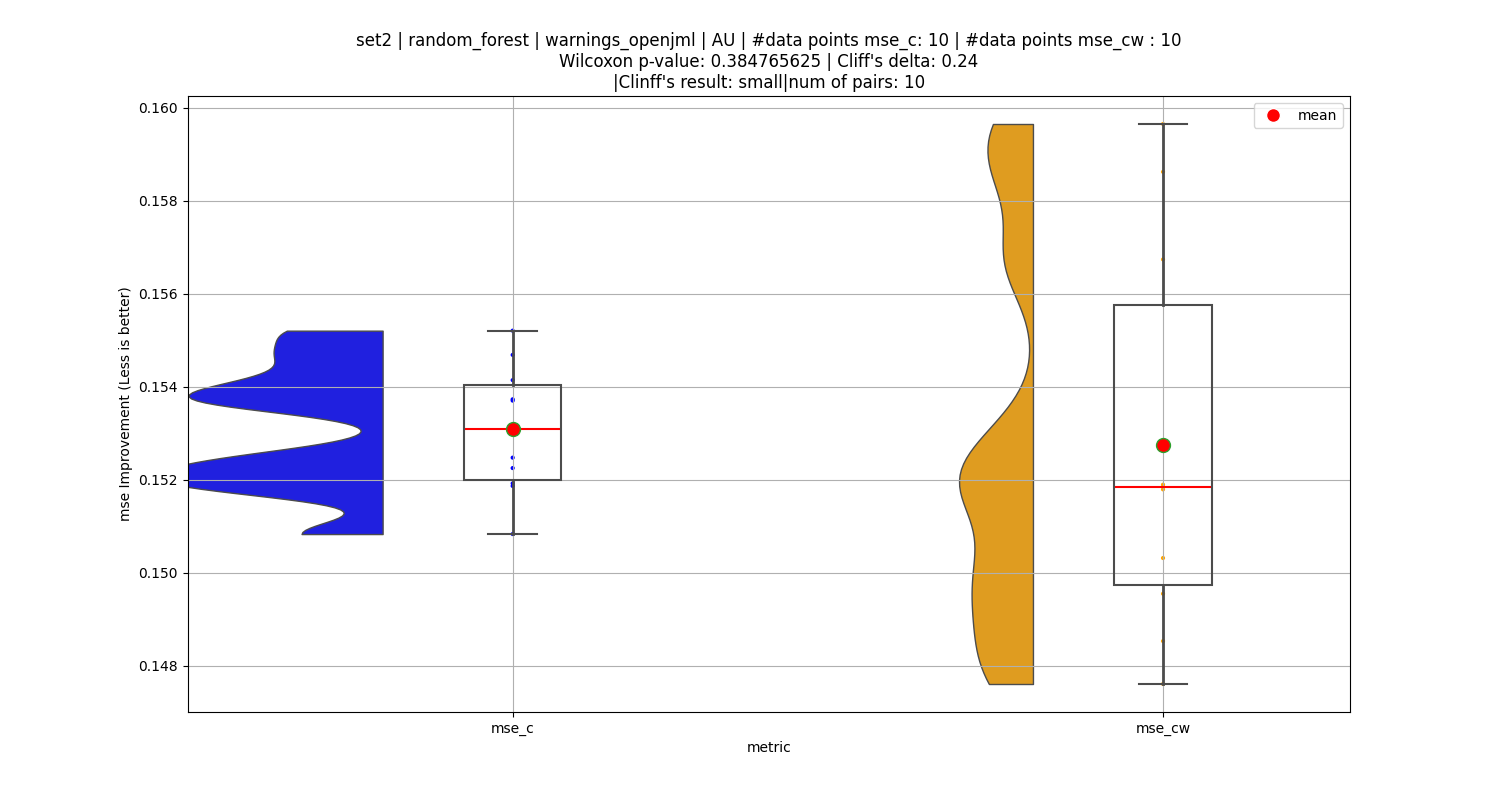 set2 | random_forest | warnings_openjml | AU | #data points mse_c: 10 | #data points mse_cw : 10
Wilcoxon p-value: 0.384765625 | Cliff's delta: 0.24
|Clinff's result: small|num of pairs: 10
mean
0.160
0.158
0.156
0.154
0.152
0.150
0.148
mse Improvement (Less is better)
mse_c
mse_cw
metric